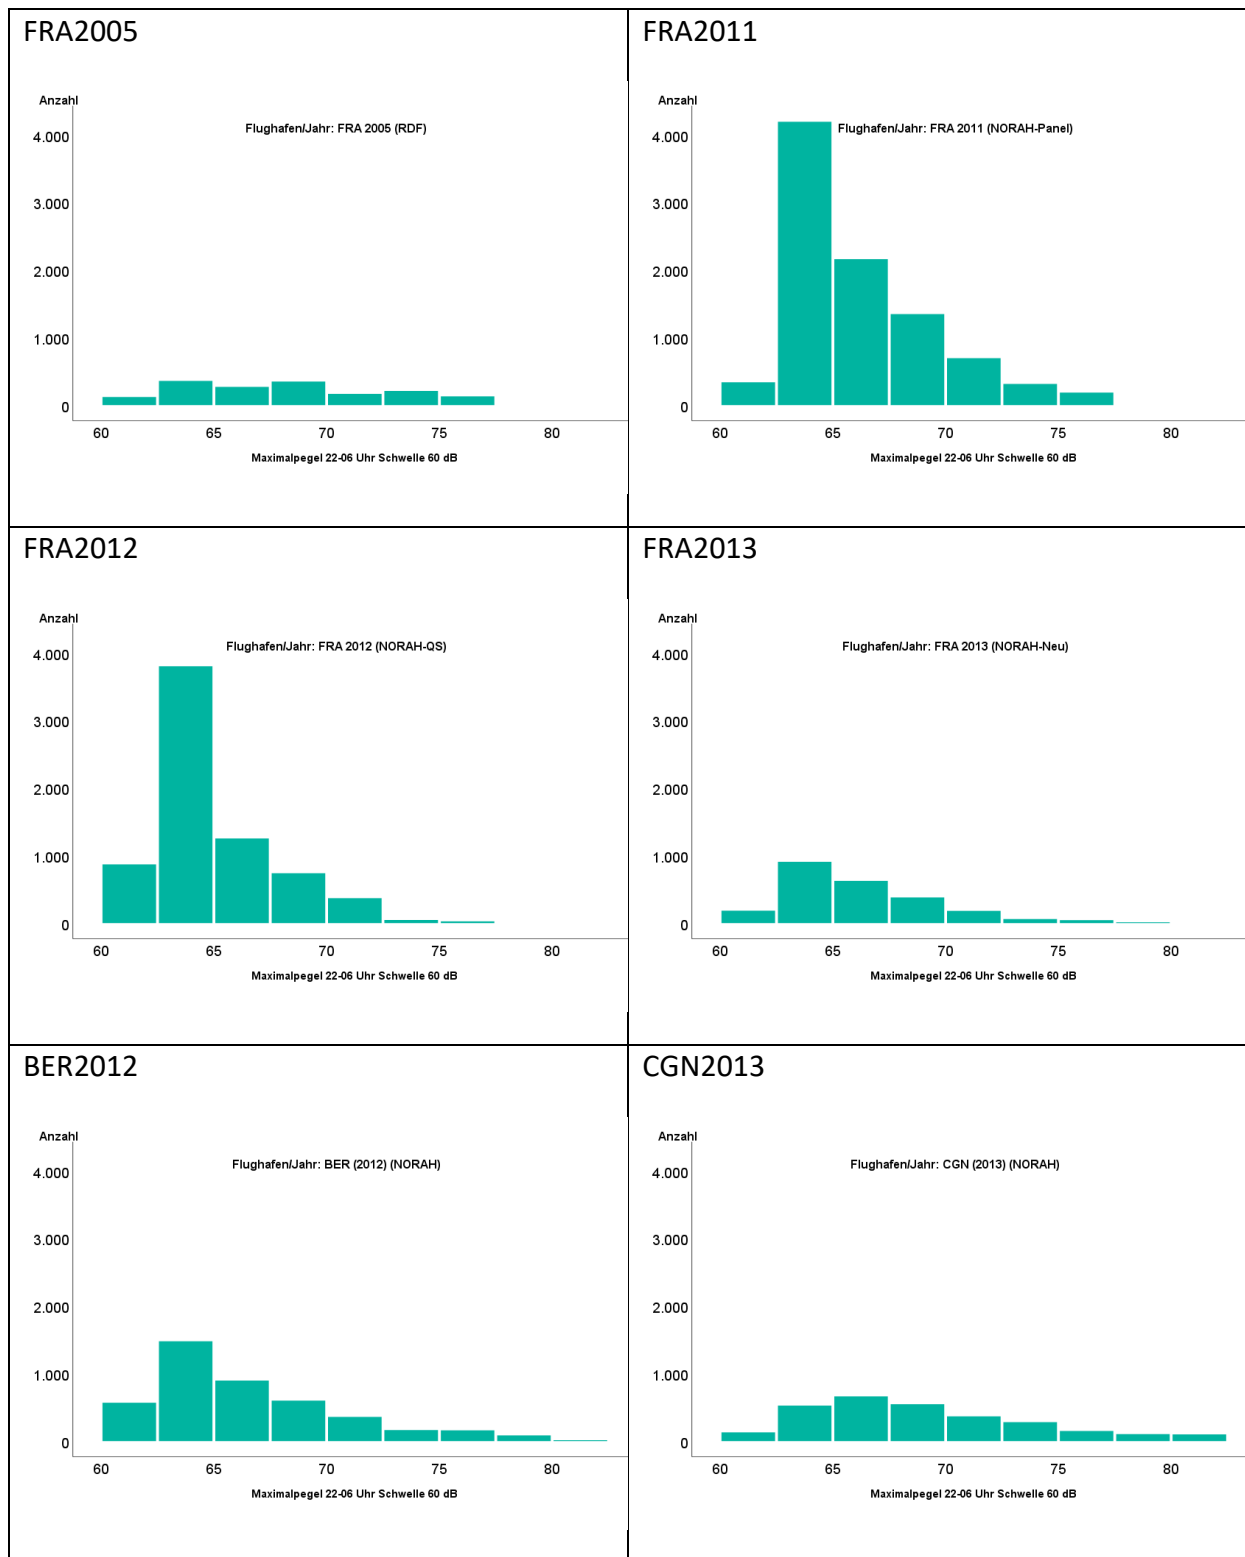 FRA2005
Anzahl
Flughafen/Jahr: FRA 2005 (RDF)
4.000
3.000
2.000
1.000
0
60 65 70 75 80
Maximalpegel 22-06 Uhr Schwelle 60 dB
FRA2011
Anzahl
Flughafen/Jahr: FRA 2011 (NORAH-Panel)
4.000
3.000
2.000
1.000
0
60 65 70 75 80
Maximalpegel 22-06 Uhr Schwelle 60 dB
FRA2012
Anzahl
Flughafen/Jahr: FRA 2012 (NORAH-QS)
4.000
3.000
2.000
1.000
0
60 65 70 75 80
Maximalpegel 22-06 Uhr Schwelle 60 dB
FRA2013
Anzahl
Flughafen/Jahr: FRA 2013 (NORAH-Neu)
4.000
3.000
2.000
1.000
0
60 65 70 75 80
Maximalpegel 22-06 Uhr Schwelle 60 dB
BER2012
Anzahl
Flughafen/Jahr: BER (2012) (NORAH)
4.000
3.000
2.000
1.000
0
60 65 70 75 80
Maximalpegel 22-06 Uhr Schwelle 60 dB
CGN2013
Anzahl
Flughafen/Jahr: CGN (2013) (NORAH)
4.000
3.000
2.000
1.000
0
60 65 70 75 80
Maximalpegel 22-06 Uhr Schwelle 60 dB